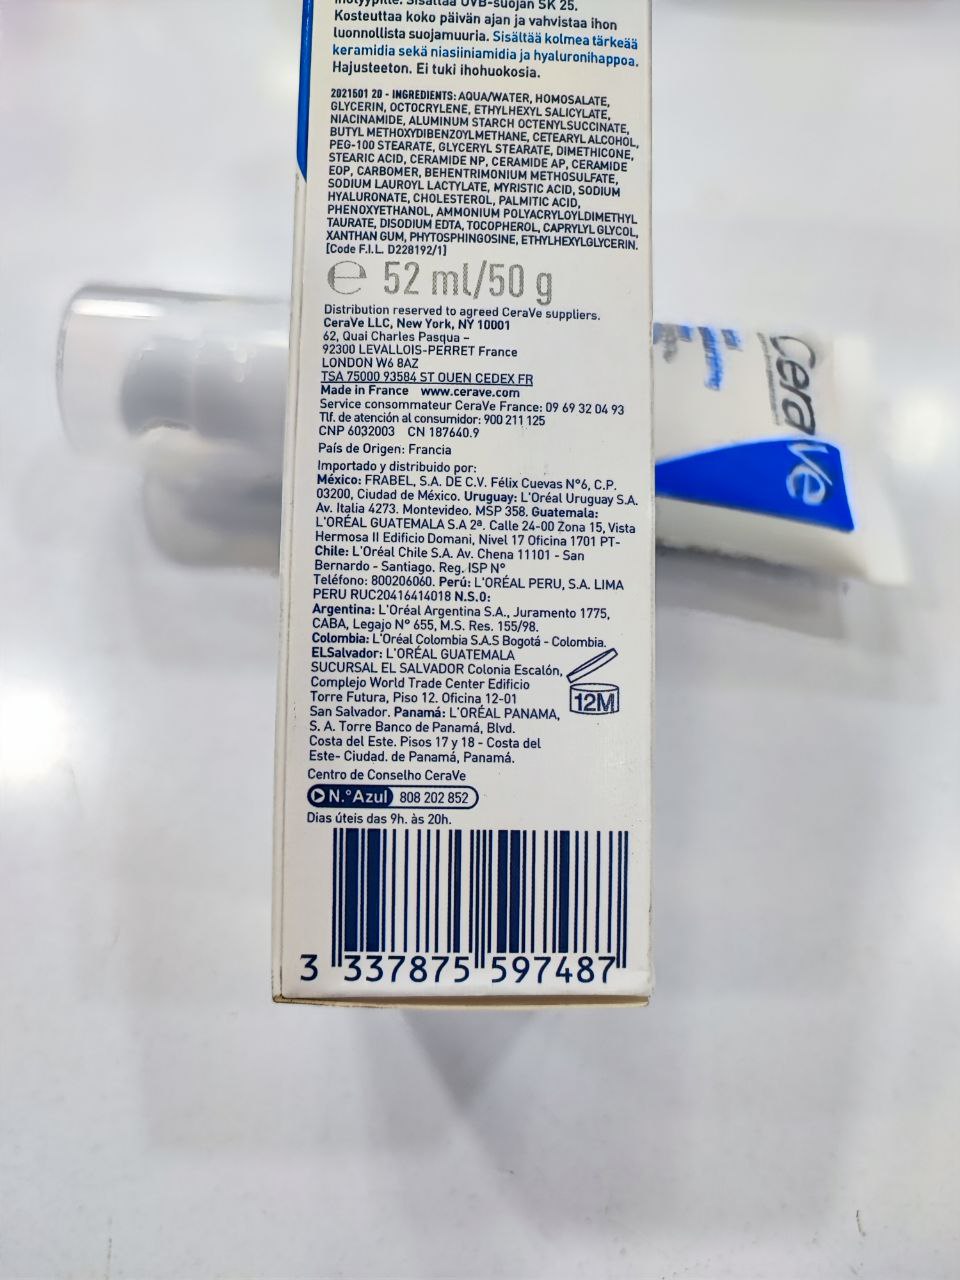 ihotyypille. Sisältää UVB-suojan SK 25.
Kosteuttaa koko päivän ajan ja vahvistaa ihon
luonnollista suojamuuria. Sisältää kolmea tärkeää
keramidia sekä niasiiniamidia ja hyaluronihappoa.
Hajusteeton. Ei tuki ihohuokosia.
2021501 20 - INGREDIENTS: AQUA/WATER, HOMOSALATE,
GLYCERIN, OCTOCRYLENE, ETHYLHEXYL SALICYLATE,
NIACINAMIDE, ALUMINUM STARCH OCTENYLSUCCINATE,
BUTYL METHOXYDIBENZOYLMETHANE, CETEARYL ALCOHOL,
PEG-100 STEARATE, GLYCERYL STEARATE, DIMETHICONE,
STEARIC ACID, CERAMIDE NP, CERAMIDE AP, CERAMIDE
EOP, CARBOMER, BEHENTRIMONIUM METHOSULFATE,
SODIUM LAUROYL LACTYLATE, MYRISTIC ACID, SODIUM
HYALURONATE, CHOLESTEROL, PALMITIC ACID,
PHENOXYETHANOL, AMMONIUM POLYACRYLOYLDIMETHYL
TAURATE, DISODIUM EDTA, TOCOPHEROL, CAPRYLYL GLYCOL,
XANTHAN GUM, PHYTOSPHINGOSINE, ETHYLHEXYLGLYCERIN.
[Code F.I.L. D228192/1]
℮ 52 ml/50 g
Distribution reserved to agreed CeraVe suppliers.
CeraVe LLC, New York, NY 10001
62, Quai Charles Pasqua –
92300 LEVALLOIS-PERRET France
LONDON W6 8AZ
TSA 75000 93584 ST OUEN CEDEX FR
Made in France www.cerave.com
Service consommateur CeraVe France: 09 69 32 04 93
Tlf. de atención al consumidor: 900 211 125
CNP 6032003 CN 187640.9
País de Origen: Francia
Importado y distribuido por:
México: FRABEL, S.A. DE C.V. Félix Cuevas N°6, C.P.
03200, Ciudad de México. Uruguay: L'Oréal Uruguay S.A.
Av. Italia 4273. Montevideo. MSP 358. Guatemala:
L'ORÉAL GUATEMALA S.A 2ª. Calle 24-00 Zona 15, Vista
Hermosa II Edificio Domani, Nivel 17 Oficina 1701 PT-
Chile: L'Oréal Chile S.A. Av. Chena 11101 - San
Bernardo - Santiago. Reg. ISP N°
Teléfono: 800206060. Perú: L'ORÉAL PERU, S.A. LIMA
PERU RUC20416414018 N.S.O:
Argentina: L'Oréal Argentina S.A., Juramento 1775,
CABA, Legajo N° 655, M.S. Res. 155/98.
Colombia: L'Oréal Colombia S.A.S Bogotá - Colombia.
ELSalvador: L'ORÉAL GUATEMALA
SUCURSAL EL SALVADOR Colonia Escalón,
Complejo World Trade Center Edificio
Torre Futura, Piso 12. Oficina 12-01
San Salvador. Panamá: L'ORÉAL PANAMA,
S. A. Torre Banco de Panamá, Blvd.
Costa del Este. Pisos 17 y 18 - Costa del
Este- Ciudad. de Panamá, Panamá.
12M
Centro de Conselho CeraVe
N.°Azul 808 202 852
Dias úteis das 9h. às 20h.
3 337875 597487
CeraVe